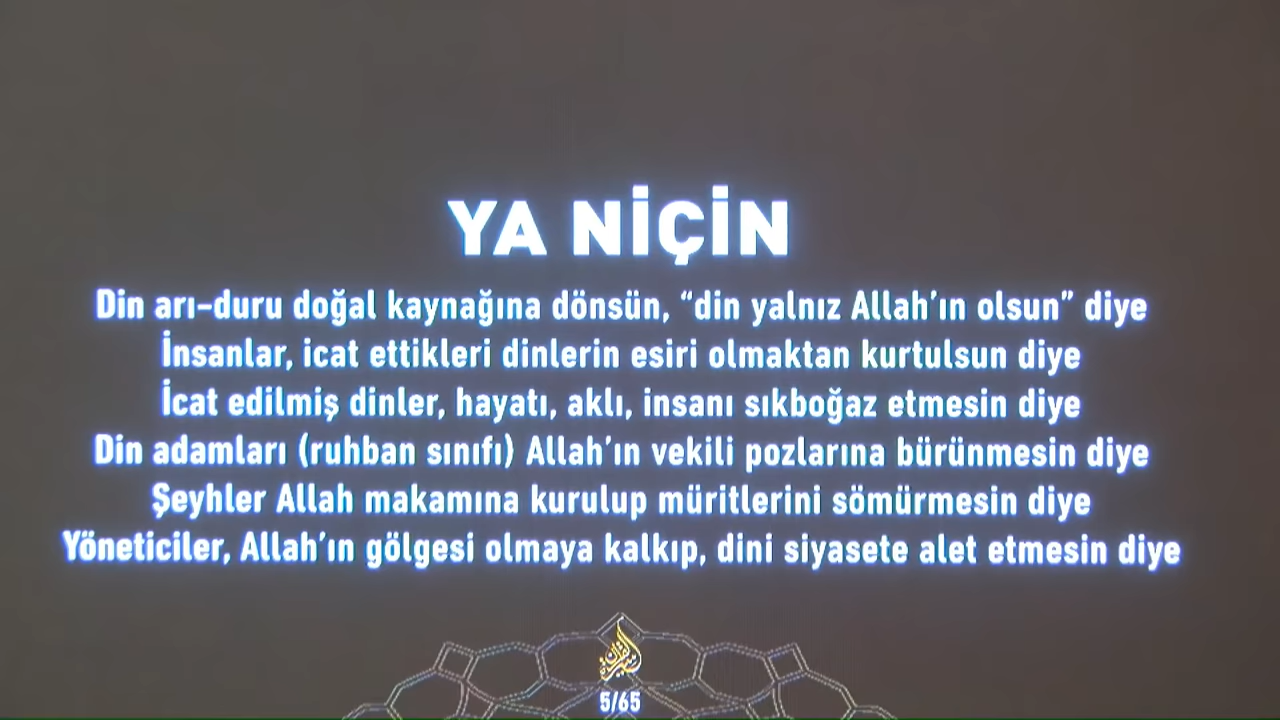 YA NİÇİN
Din arı-duru doğal kaynağına dönsün, “din yalnız Allah’ın olsun” diye
İnsanlar, icat ettikleri dinlerin esiri olmaktan kurtulsun diye
İcat edilmiş dinler, hayatı, aklı, insanı sıkboğaz etmesin diye
Din adamları (ruhban sınıfı) Allah’ın vekili pozlarına bürünmesin diye
Şeyhler Allah makamına kurulup müritlerini sömürmesin diye
Yöneticiler, Allah’ın gölgesi olmaya kalkıp, dini siyasete alet etmesin diye
5/65